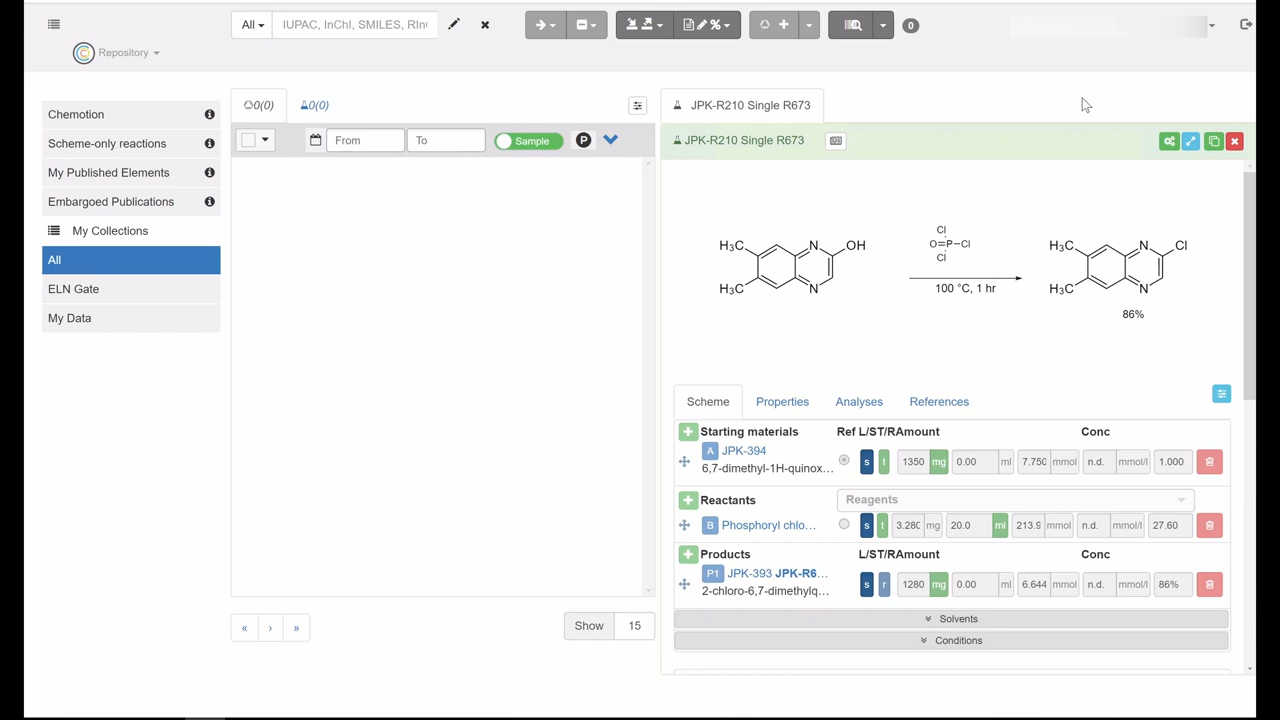 All IUPAC, InChI, SMILES, RIn 0
Repository
Chemotion
Scheme-only reactions
My Published Elements
Embargoed Publications
My Collections
All
ELN Gate
My Data
0(0) 0(0)
From To Sample P
« › » Show 15
JPK-R210 Single R673
JPK-R210 Single R673
H₃C N OH
H₃C N
Cl
O=P-Cl
Cl
100 °C, 1 hr
H₃C N Cl
H₃C N
86%
Scheme Properties Analyses References
Starting materials Ref L/ST/RAmount Conc
A JPK-394
6,7-dimethyl-1H-quinox... s t 1350 mg 0.00 ml 7.750 mmol n.d. mmol/l 1.000
Reactants Reagents
B Phosphoryl chlo... s t 3.280 mg 20.0 ml 213.9 mmol n.d. mmol/l 27.60
Products L/ST/RAmount Conc
P1 JPK-393 JPK-R6...
2-chloro-6,7-dimethylq... s r 1280 mg 0.00 ml 6.644 mmol n.d. mmol/l 86%
Solvents
Conditions